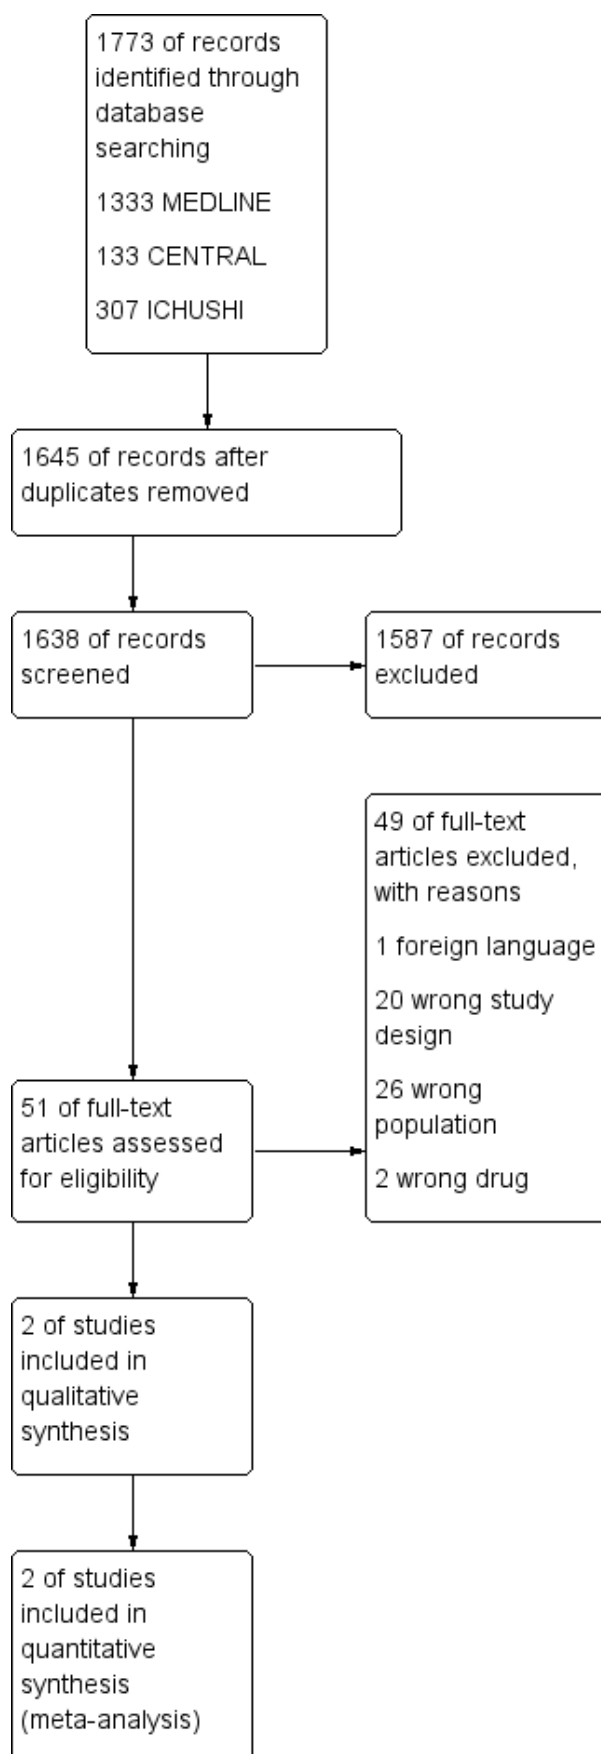 1773 of records
identified through
database
searching
1333 MEDLINE
133 CENTRAL
307 ICHUSHI
1645 of records after
duplicates removed
1638 of records
screened
1587 of records
excluded
49 of full-text
articles excluded,
with reasons
1 foreign language
20 wrong study
design
26 wrong
population
2 wrong drug
51 of full-text
articles assessed
for eligibility
2 of studies
included in
qualitative
synthesis
2 of studies
included in
quantitative
synthesis
(meta-analysis)